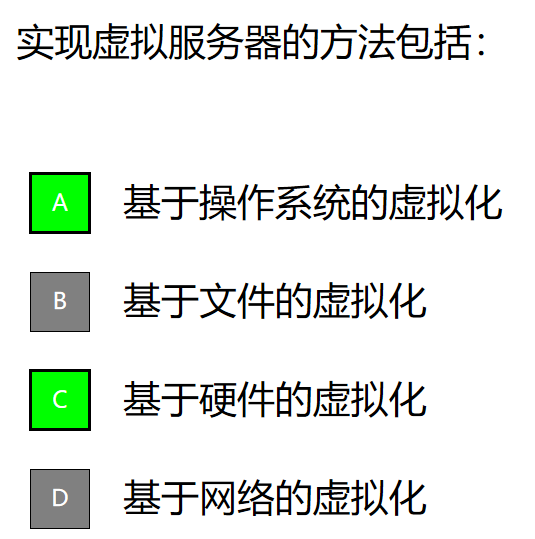 实现虚拟服务器的方法包括：
A 基于操作系统的虚拟化
B 基于文件的虚拟化
C 基于硬件的虚拟化
D 基于网络的虚拟化